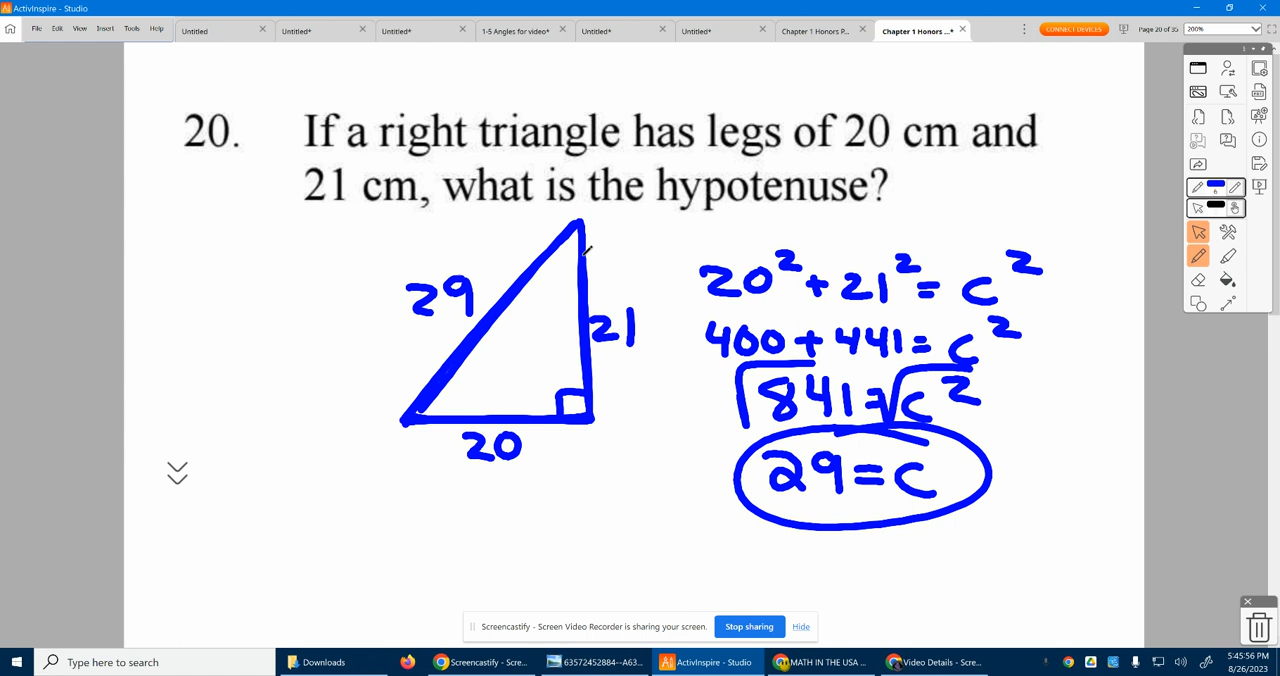 ActivInspire - Studio
File Edit View Insert Tools Help
Untitled
Untitled*
Untitled*
1-5 Angles for video*
Untitled*
Untitled*
Chapter 1 Honors P...
Chapter 1 Honors ...*
CONNECT DEVICES
Page 20 of 35
200%
20. If a right triangle has legs of 20 cm and
21 cm, what is the hypotenuse?
29
21
20
20² + 21² = c²
400 + 441 = c²
√841 = √c²
29 = c
6
Screencastify - Screen Video Recorder is sharing your screen.
Stop sharing
Hide
Type here to search
Downloads
Screencastify - Scre...
63572452884--A63...
ActivInspire - Studio
MATH IN THE USA ...
Video Details - Scre...
5:45:56 PM
8/26/2023